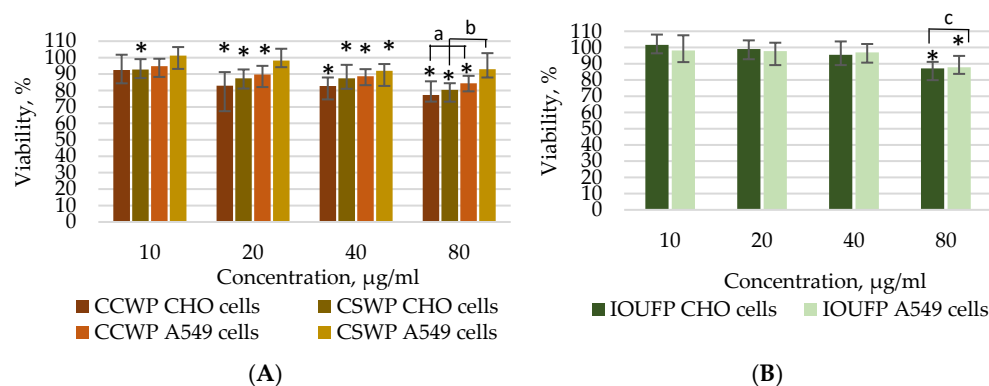 110
100
90
80
70
60
50
40
30
20
10
0
Viability, %
* * * * * * * * * *
a
b
10 20 40 80
Concentration, µg/ml
CCWP CHO cells CSWP CHO cells
CCWP A549 cells CSWP A549 cells
(A)
110
100
90
80
70
60
50
40
30
20
10
0
Viability, %
* *
c
10 20 40 80
Concentration, µg/ml
IOUFP CHO cells IOUFP A549 cells
(B)